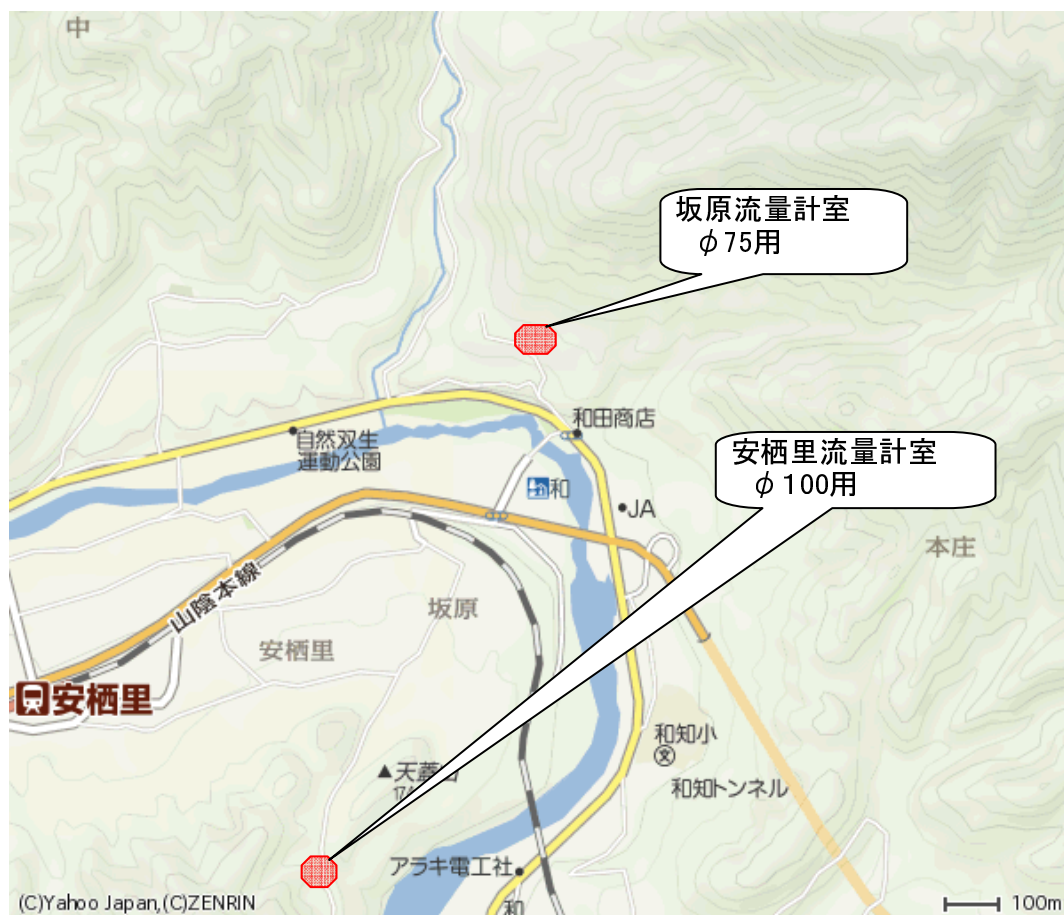 中
坂原流量計室
φ75用
和田商店
自然双生
運動公園
安栖里流量計室
φ100用
和
JA
本庄
山陰本線
坂原
安栖里
安栖里
和知小
文
天蓋山
和知トンネル
アラキ電工社
和
(C)Yahoo Japan,(C)ZENRIN
100m